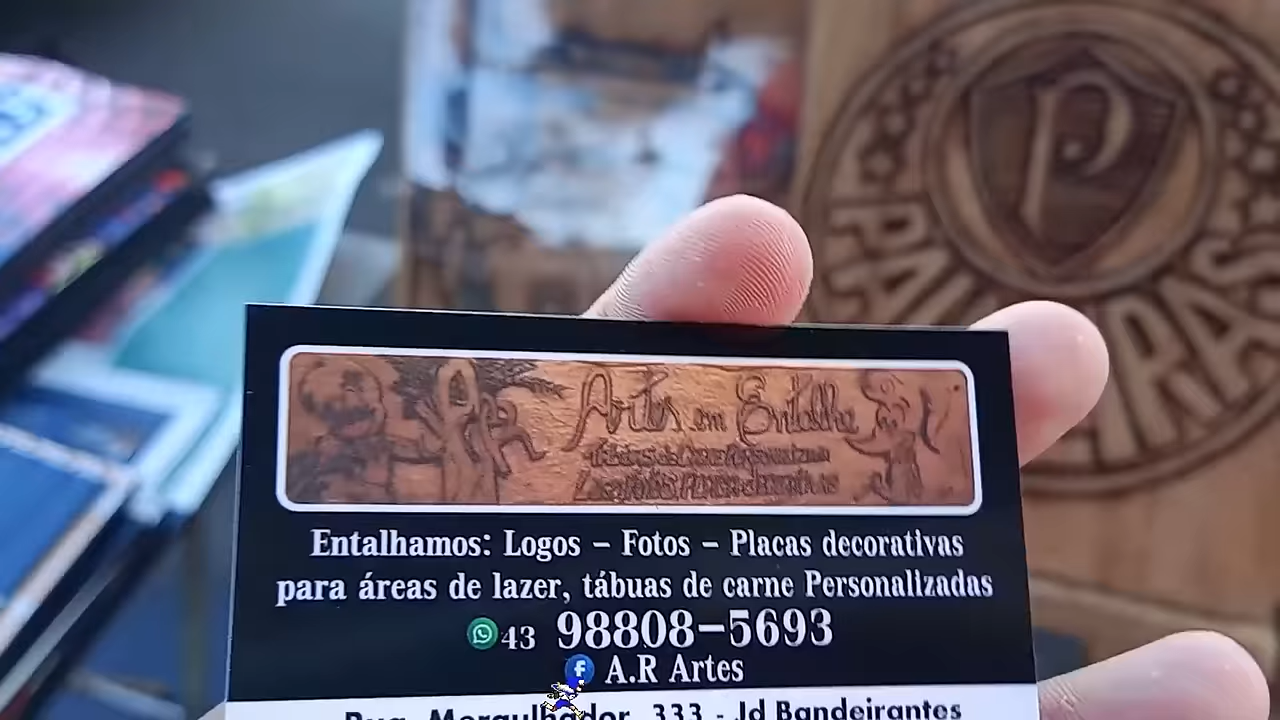 P
Artes em Entalhe
Entalhamos: Logos – Fotos – Placas decorativas
para áreas de lazer, tábuas de carne Personalizadas
43 98808-5693
f A.R Artes
Rua. Mergulhador, 333 - Jd Bandeirantes